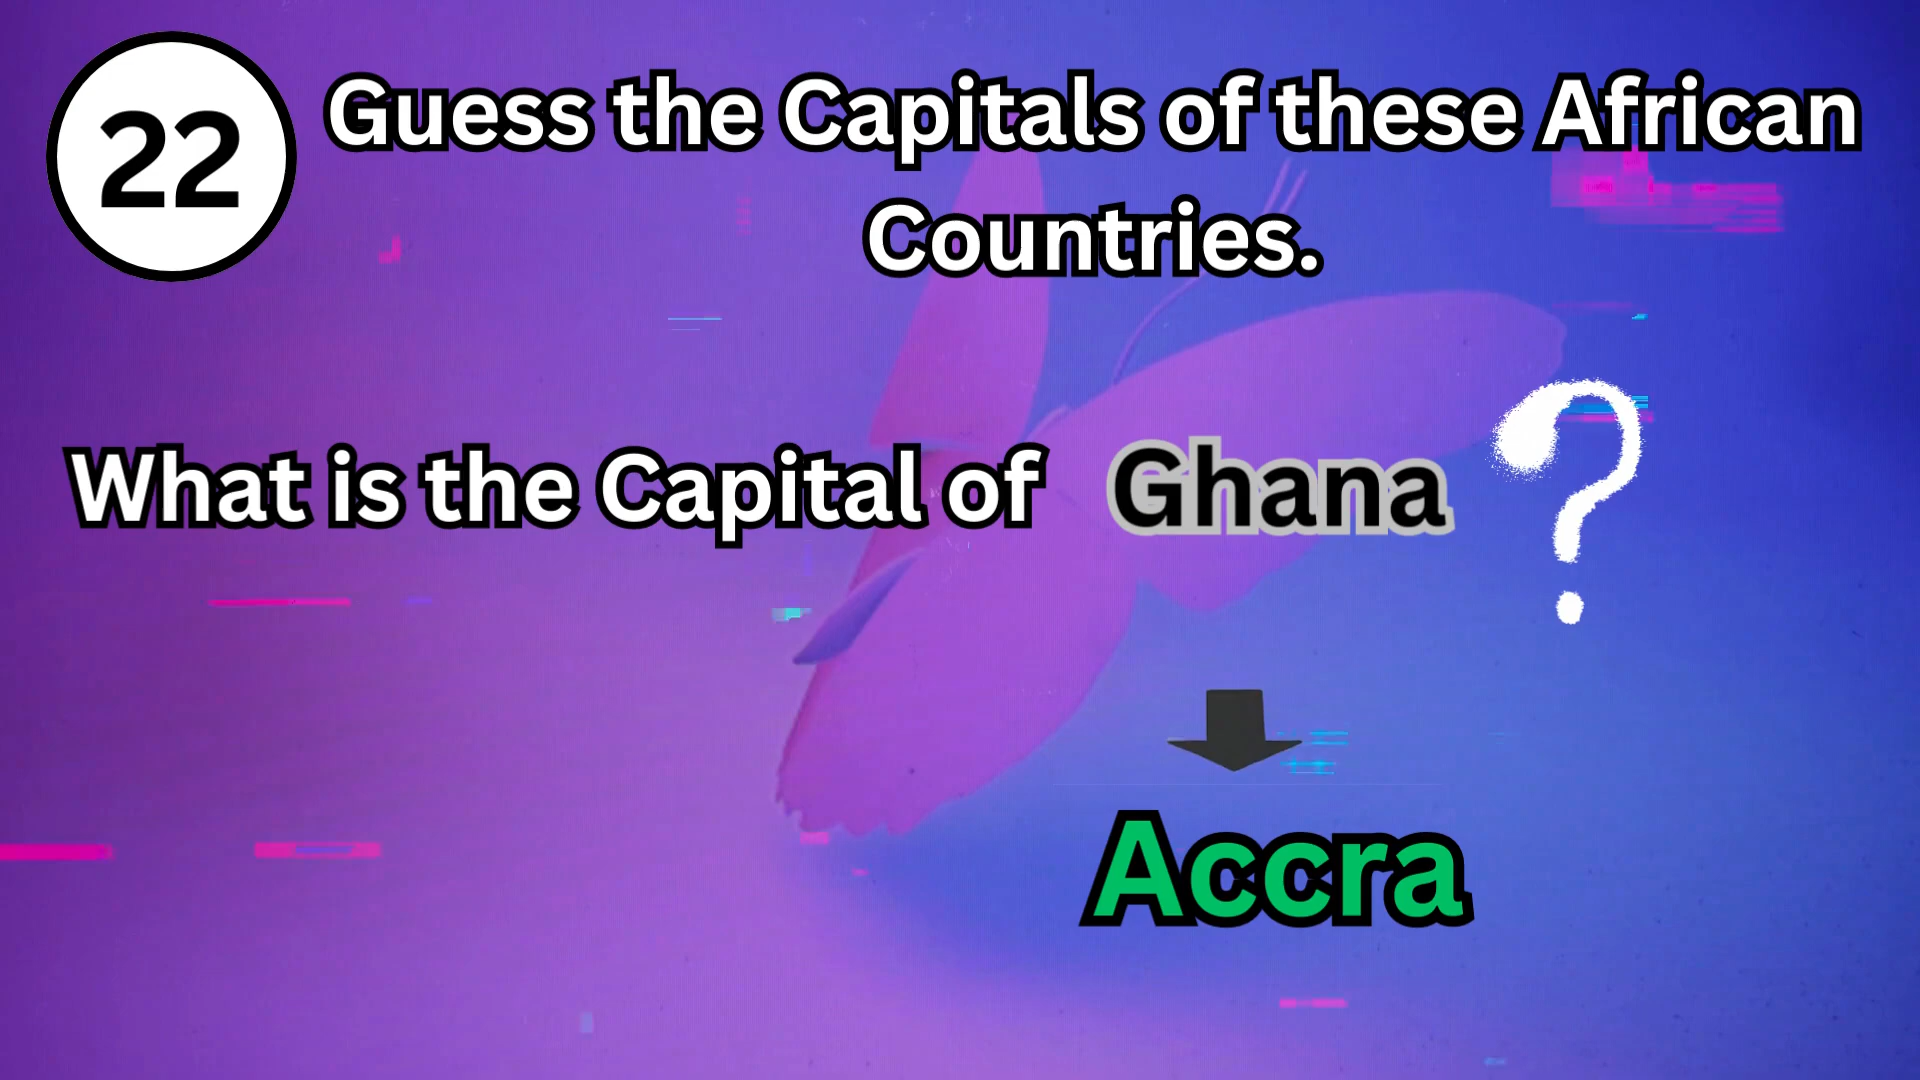 22
Guess the Capitals of these African
Countries.
What is the Capital of Ghana ?
Accra